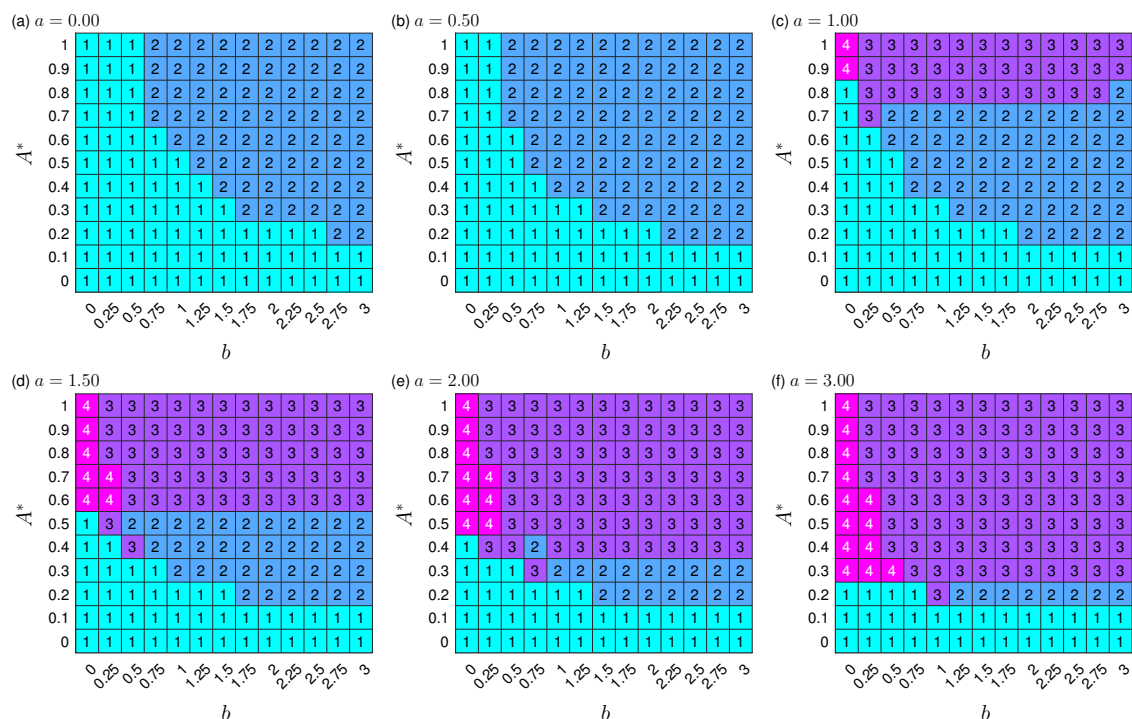 (a) a = 0.00
A*
1 1 1 1 2 2 2 2 2 2 2 2 2 2
0.9 1 1 1 2 2 2 2 2 2 2 2 2 2
0.8 1 1 1 2 2 2 2 2 2 2 2 2 2
0.7 1 1 1 2 2 2 2 2 2 2 2 2 2
0.6 1 1 1 1 2 2 2 2 2 2 2 2 2
0.5 1 1 1 1 1 2 2 2 2 2 2 2 2
0.4 1 1 1 1 1 1 2 2 2 2 2 2 2
0.3 1 1 1 1 1 1 1 2 2 2 2 2 2
0.2 1 1 1 1 1 1 1 1 1 1 1 2 2
0.1 1 1 1 1 1 1 1 1 1 1 1 1 1
0 1 1 1 1 1 1 1 1 1 1 1 1 1
0 0.25 0.5 0.75 1 1.25 1.5 1.75 2 2.25 2.5 2.75 3
b
(b) a = 0.50
A*
1 1 1 2 2 2 2 2 2 2 2 2 2 2
0.9 1 1 2 2 2 2 2 2 2 2 2 2 2
0.8 1 1 2 2 2 2 2 2 2 2 2 2 2
0.7 1 1 2 2 2 2 2 2 2 2 2 2 2
0.6 1 1 1 2 2 2 2 2 2 2 2 2 2
0.5 1 1 1 2 2 2 2 2 2 2 2 2 2
0.4 1 1 1 1 2 2 2 2 2 2 2 2 2
0.3 1 1 1 1 1 1 2 2 2 2 2 2 2
0.2 1 1 1 1 1 1 1 1 1 2 2 2 2
0.1 1 1 1 1 1 1 1 1 1 1 1 1 1
0 1 1 1 1 1 1 1 1 1 1 1 1 1
0 0.25 0.5 0.75 1 1.25 1.5 1.75 2 2.25 2.5 2.75 3
b
(c) a = 1.00
A*
1 4 3 3 3 3 3 3 3 3 3 3 3 3
0.9 4 3 3 3 3 3 3 3 3 3 3 3 3
0.8 1 3 3 3 3 3 3 3 3 3 3 3 2
0.7 1 3 2 2 2 2 2 2 2 2 2 2 2
0.6 1 1 2 2 2 2 2 2 2 2 2 2 2
0.5 1 1 1 2 2 2 2 2 2 2 2 2 2
0.4 1 1 1 2 2 2 2 2 2 2 2 2 2
0.3 1 1 1 1 1 2 2 2 2 2 2 2 2
0.2 1 1 1 1 1 1 1 1 2 2 2 2 2
0.1 1 1 1 1 1 1 1 1 1 1 1 1 1
0 1 1 1 1 1 1 1 1 1 1 1 1 1
0 0.25 0.5 0.75 1 1.25 1.5 1.75 2 2.25 2.5 2.75 3
b
(d) a = 1.50
A*
1 4 3 3 3 3 3 3 3 3 3 3 3 3
0.9 4 3 3 3 3 3 3 3 3 3 3 3 3
0.8 4 3 3 3 3 3 3 3 3 3 3 3 3
0.7 4 4 3 3 3 3 3 3 3 3 3 3 3
0.6 4 4 3 3 3 3 3 3 3 3 3 3 3
0.5 1 3 2 2 2 2 2 2 2 2 2 2 2
0.4 1 1 3 2 2 2 2 2 2 2 2 2 2
0.3 1 1 1 1 2 2 2 2 2 2 2 2 2
0.2 1 1 1 1 1 1 1 2 2 2 2 2 2
0.1 1 1 1 1 1 1 1 1 1 1 1 1 1
0 1 1 1 1 1 1 1 1 1 1 1 1 1
0 0.25 0.5 0.75 1 1.25 1.5 1.75 2 2.25 2.5 2.75 3
b
(e) a = 2.00
A*
1 4 3 3 3 3 3 3 3 3 3 3 3 3
0.9 4 3 3 3 3 3 3 3 3 3 3 3 3
0.8 4 3 3 3 3 3 3 3 3 3 3 3 3
0.7 4 4 3 3 3 3 3 3 3 3 3 3 3
0.6 4 4 3 3 3 3 3 3 3 3 3 3 3
0.5 4 4 3 3 3 3 3 3 3 3 3 3 3
0.4 1 3 3 2 3 3 3 3 3 3 3 3 3
0.3 1 1 1 3 2 2 2 2 2 2 2 2 2
0.2 1 1 1 1 1 1 2 2 2 2 2 2 2
0.1 1 1 1 1 1 1 1 1 1 1 1 1 1
0 1 1 1 1 1 1 1 1 1 1 1 1 1
0 0.25 0.5 0.75 1 1.25 1.5 1.75 2 2.25 2.5 2.75 3
b
(f) a = 3.00
A*
1 4 3 3 3 3 3 3 3 3 3 3 3 3
0.9 4 3 3 3 3 3 3 3 3 3 3 3 3
0.8 4 3 3 3 3 3 3 3 3 3 3 3 3
0.7 4 3 3 3 3 3 3 3 3 3 3 3 3
0.6 4 4 3 3 3 3 3 3 3 3 3 3 3
0.5 4 4 3 3 3 3 3 3 3 3 3 3 3
0.4 4 4 3 3 3 3 3 3 3 3 3 3 3
0.3 4 4 4 3 3 3 3 3 3 3 3 3 3
0.2 1 1 1 1 3 2 2 2 2 2 2 2 2
0.1 1 1 1 1 1 1 1 1 1 1 1 1 1
0 1 1 1 1 1 1 1 1 1 1 1 1 1
0 0.25 0.5 0.75 1 1.25 1.5 1.75 2 2.25 2.5 2.75 3
b